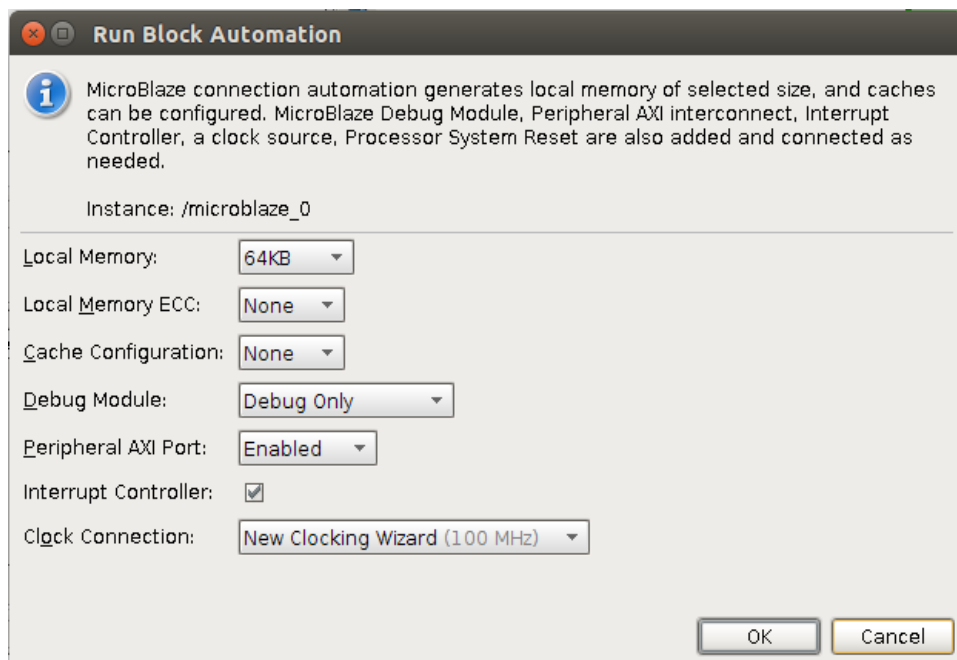 Run Block Automation
MicroBlaze connection automation generates local memory of selected size, and caches
can be configured. MicroBlaze Debug Module, Peripheral AXI interconnect, Interrupt
Controller, a clock source, Processor System Reset are also added and connected as
needed.
Instance: /microblaze_0
Local Memory: 64KB
Local Memory ECC: None
Cache Configuration: None
Debug Module: Debug Only
Peripheral AXI Port: Enabled
Interrupt Controller:
Clock Connection: New Clocking Wizard (100 MHz)
OK Cancel